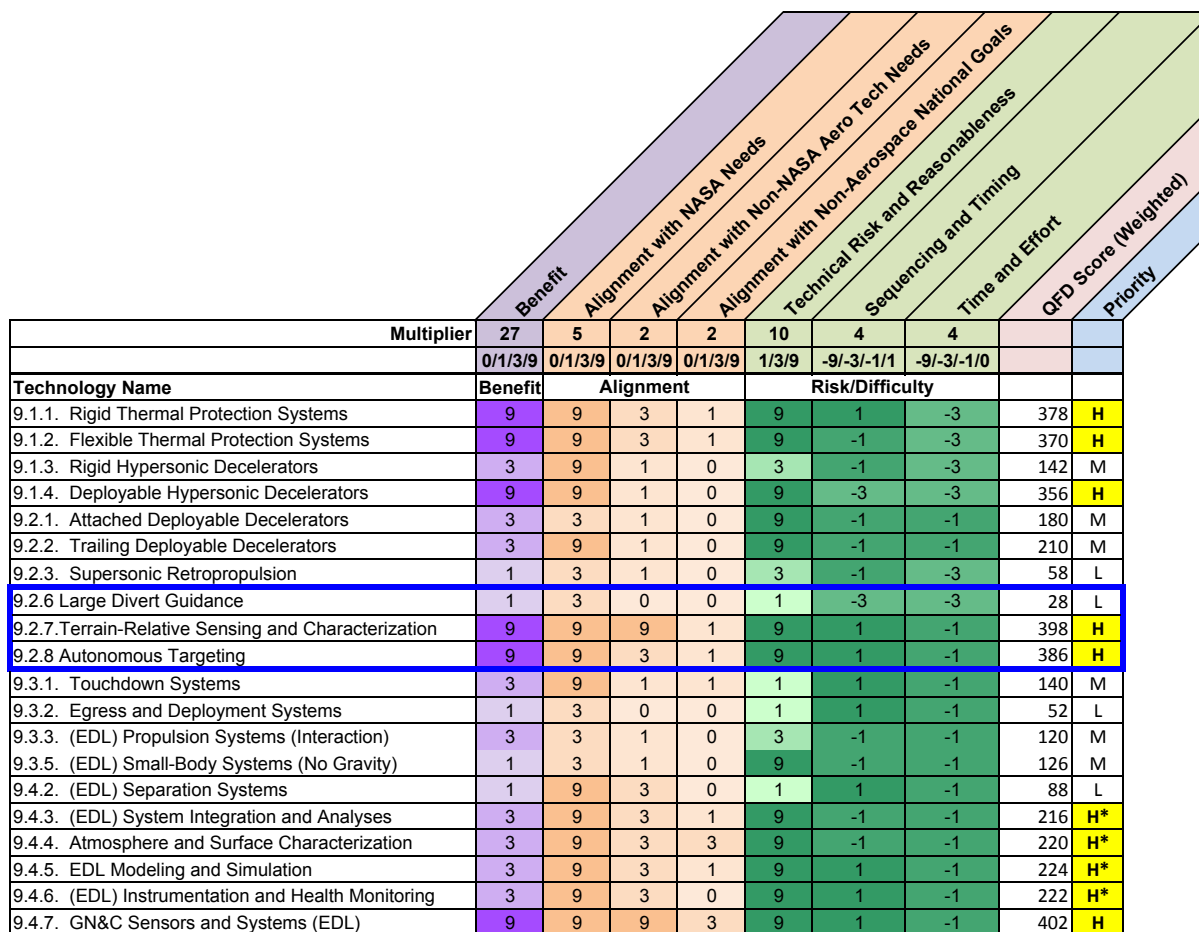 Benefit
Alignment with NASA Needs
Alignment with Non-NASA Aero Tech Needs
Alignment with Non-Aerospace National Goals
Technical Risk and Reasonableness
Sequencing and Timing
Time and Effort
QFD Score (Weighted)
Priority
Multiplier 27 5 2 2 10 4 4
0/1/3/9 0/1/3/9 0/1/3/9 0/1/3/9 1/3/9 -9/-3/-1/1 -9/-3/-1/0
Technology Name Benefit Alignment Risk/Difficulty
9.1.1. Rigid Thermal Protection Systems 9 9 3 1 9 1 -3 378 H
9.1.2. Flexible Thermal Protection Systems 9 9 3 1 9 -1 -3 370 H
9.1.3. Rigid Hypersonic Decelerators 3 9 1 0 3 -1 -3 142 M
9.1.4. Deployable Hypersonic Decelerators 9 9 1 0 9 -3 -3 356 H
9.2.1. Attached Deployable Decelerators 3 3 1 0 9 -1 -1 180 M
9.2.2. Trailing Deployable Decelerators 3 9 1 0 9 -1 -1 210 M
9.2.3. Supersonic Retropropulsion 1 3 1 0 3 -1 -3 58 L
9.2.6 Large Divert Guidance 1 3 0 0 1 -3 -3 28 L
9.2.7.Terrain-Relative Sensing and Characterization 9 9 9 1 9 1 -1 398 H
9.2.8 Autonomous Targeting 9 9 3 1 9 1 -1 386 H
9.3.1. Touchdown Systems 3 9 1 1 1 1 -1 140 M
9.3.2. Egress and Deployment Systems 1 3 0 0 1 1 -1 52 L
9.3.3. (EDL) Propulsion Systems (Interaction) 3 3 1 0 3 -1 -1 120 M
9.3.5. (EDL) Small-Body Systems (No Gravity) 1 3 1 0 9 -1 -1 126 M
9.4.2. (EDL) Separation Systems 1 9 3 0 1 1 -1 88 L
9.4.3. (EDL) System Integration and Analyses 3 9 3 1 9 -1 -1 216 H*
9.4.4. Atmosphere and Surface Characterization 3 9 3 3 9 -1 -1 220 H*
9.4.5. EDL Modeling and Simulation 3 9 3 1 9 1 -1 224 H*
9.4.6. (EDL) Instrumentation and Health Monitoring 3 9 3 0 9 1 -1 222 H*
9.4.7. GN&C Sensors and Systems (EDL) 9 9 9 3 9 1 -1 402 H